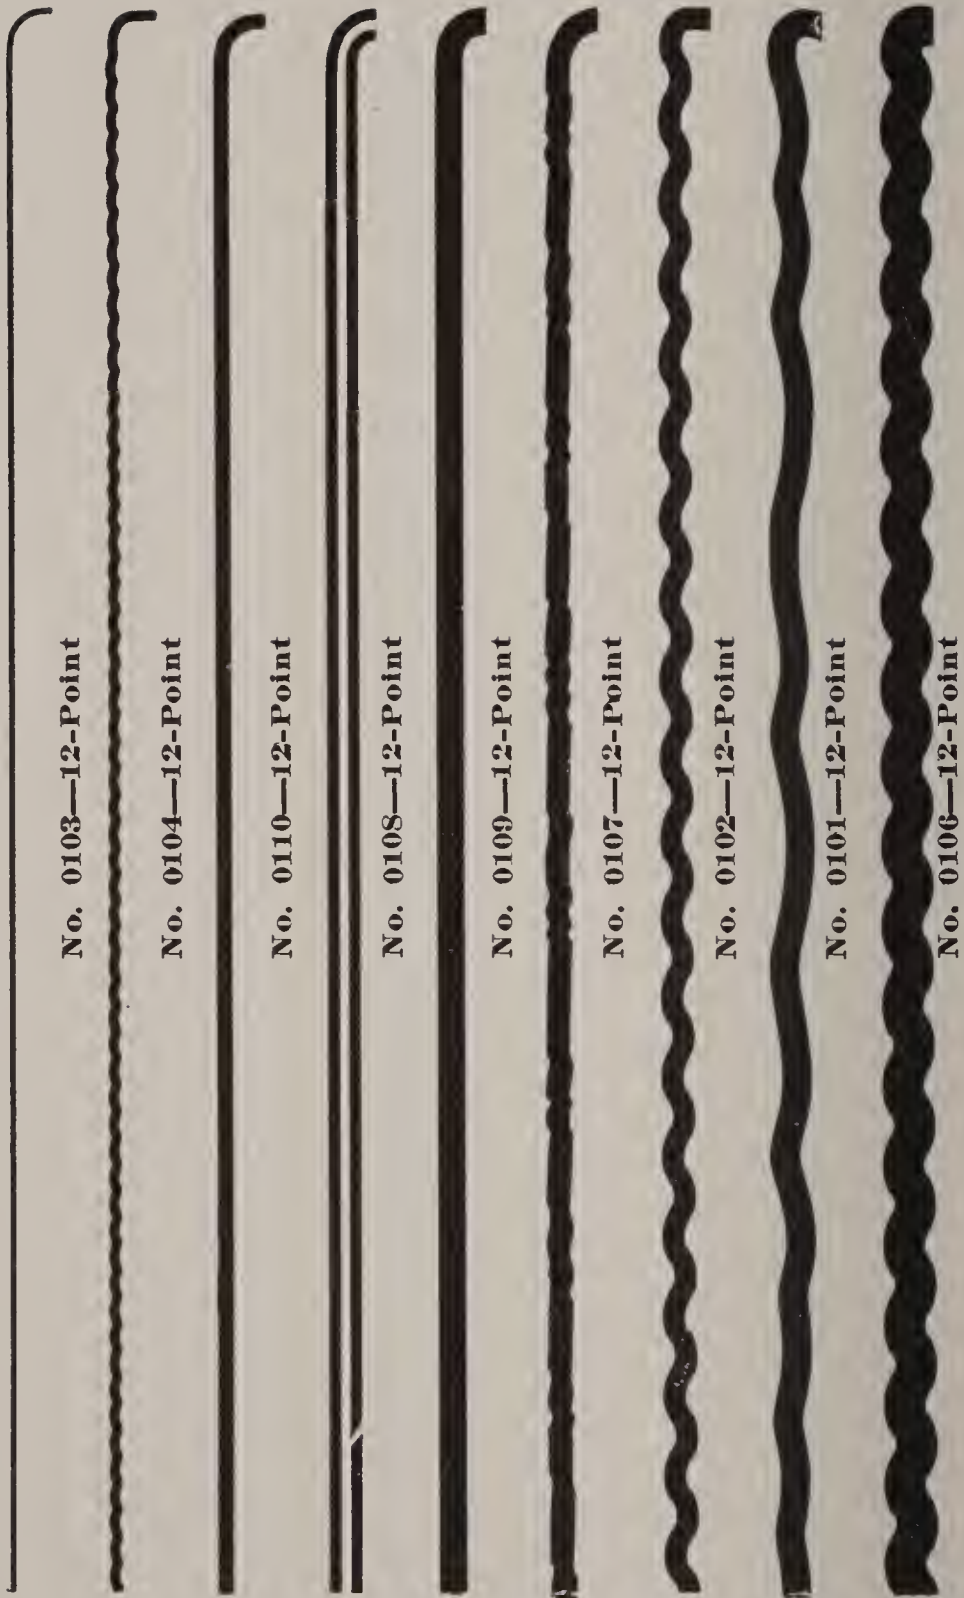 No. 0103—12-Point
No. 0104—12-Point
No. 0110—12-Point
No. 0108—12-Point
No. 0109—12-Point
No. 0107—12-Point
No. 0102—12-Point
No. 0101—12-Point
No. 0106—12-Point